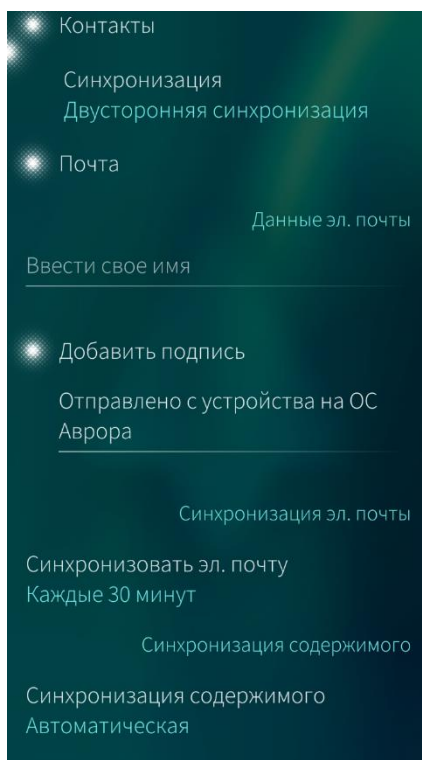 Контакты
Синхронизация
Двусторонняя синхронизация
Почта
Данные эл. почты
Ввести свое имя
Добавить подпись
Отправлено с устройства на ОС
Аврора
Синхронизация эл. почты
Синхронизовать эл. почту
Каждые 30 минут
Синхронизация содержимого
Синхронизация содержимого
Автоматическая